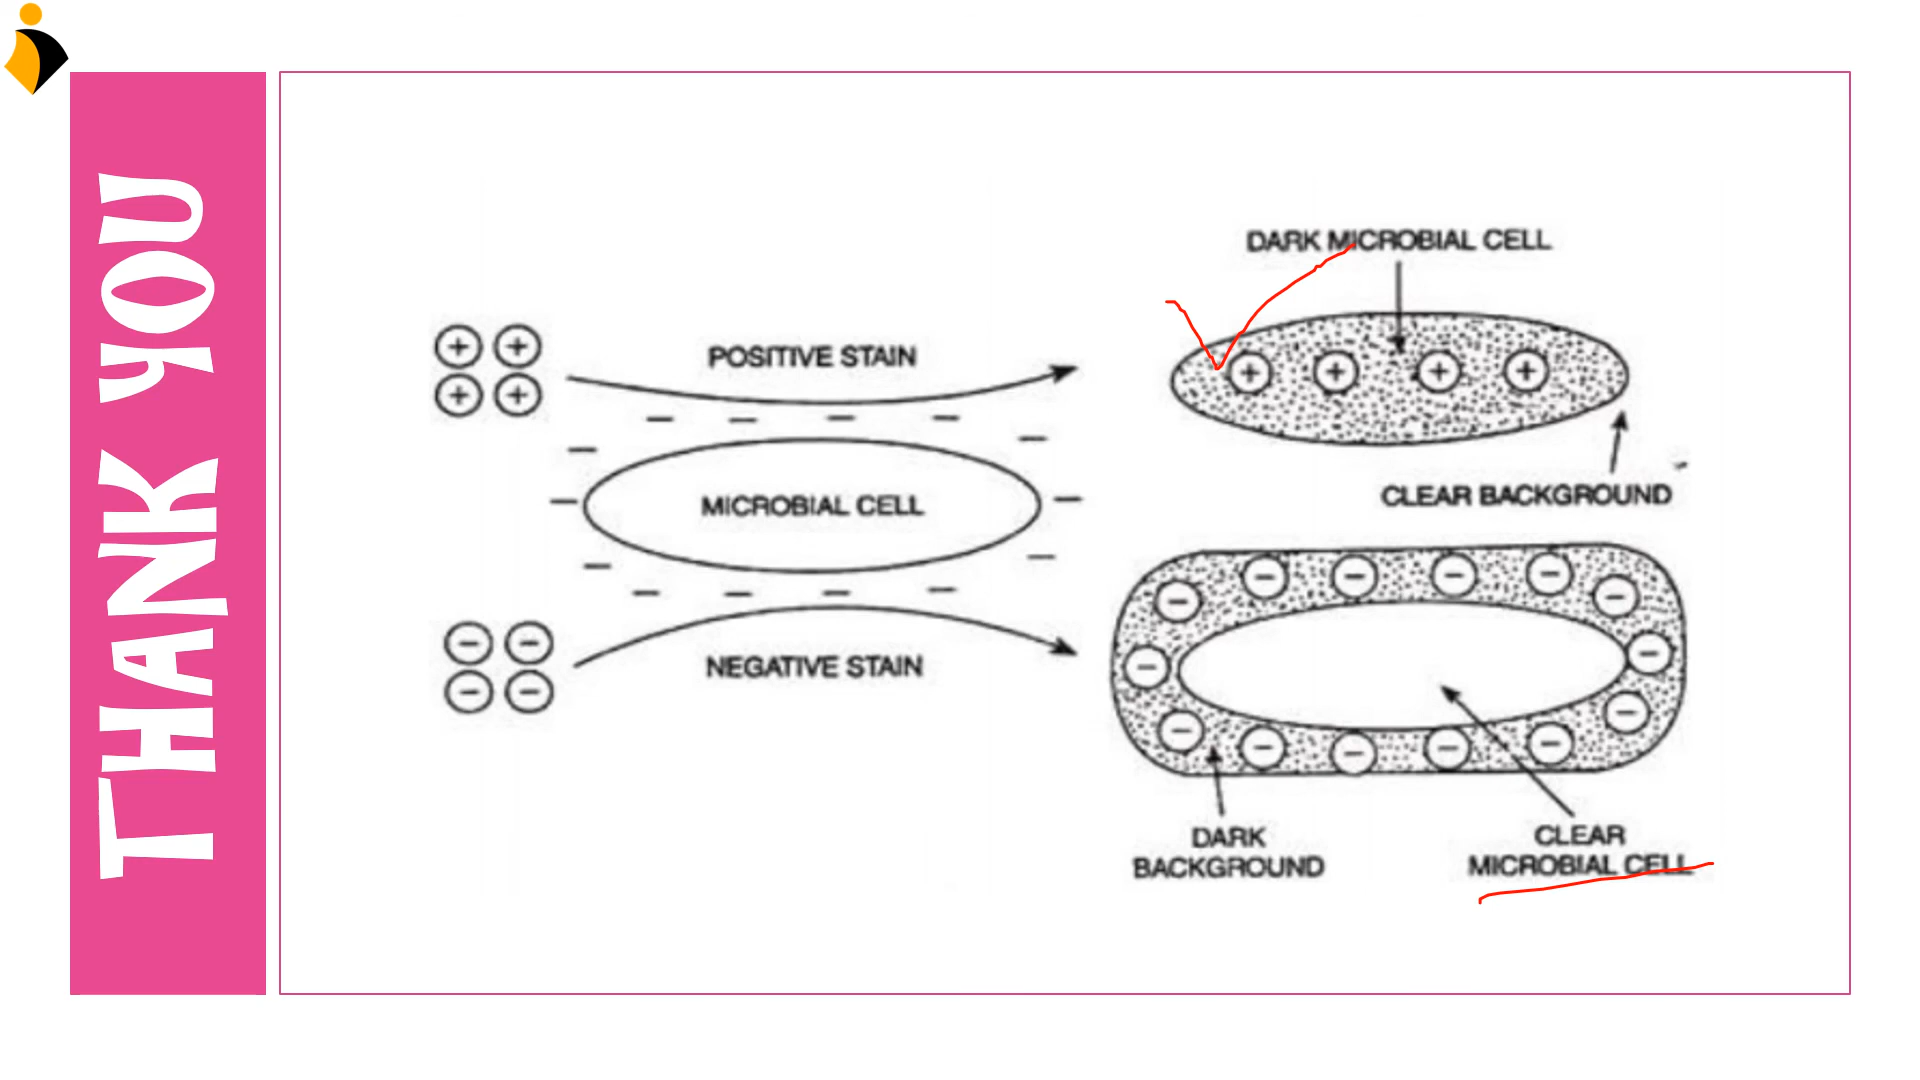 THANK YOU
DARK MICROBIAL CELL
POSITIVE STAIN
MICROBIAL CELL
CLEAR BACKGROUND
NEGATIVE STAIN
DARK
BACKGROUND
CLEAR
MICROBIAL CELL